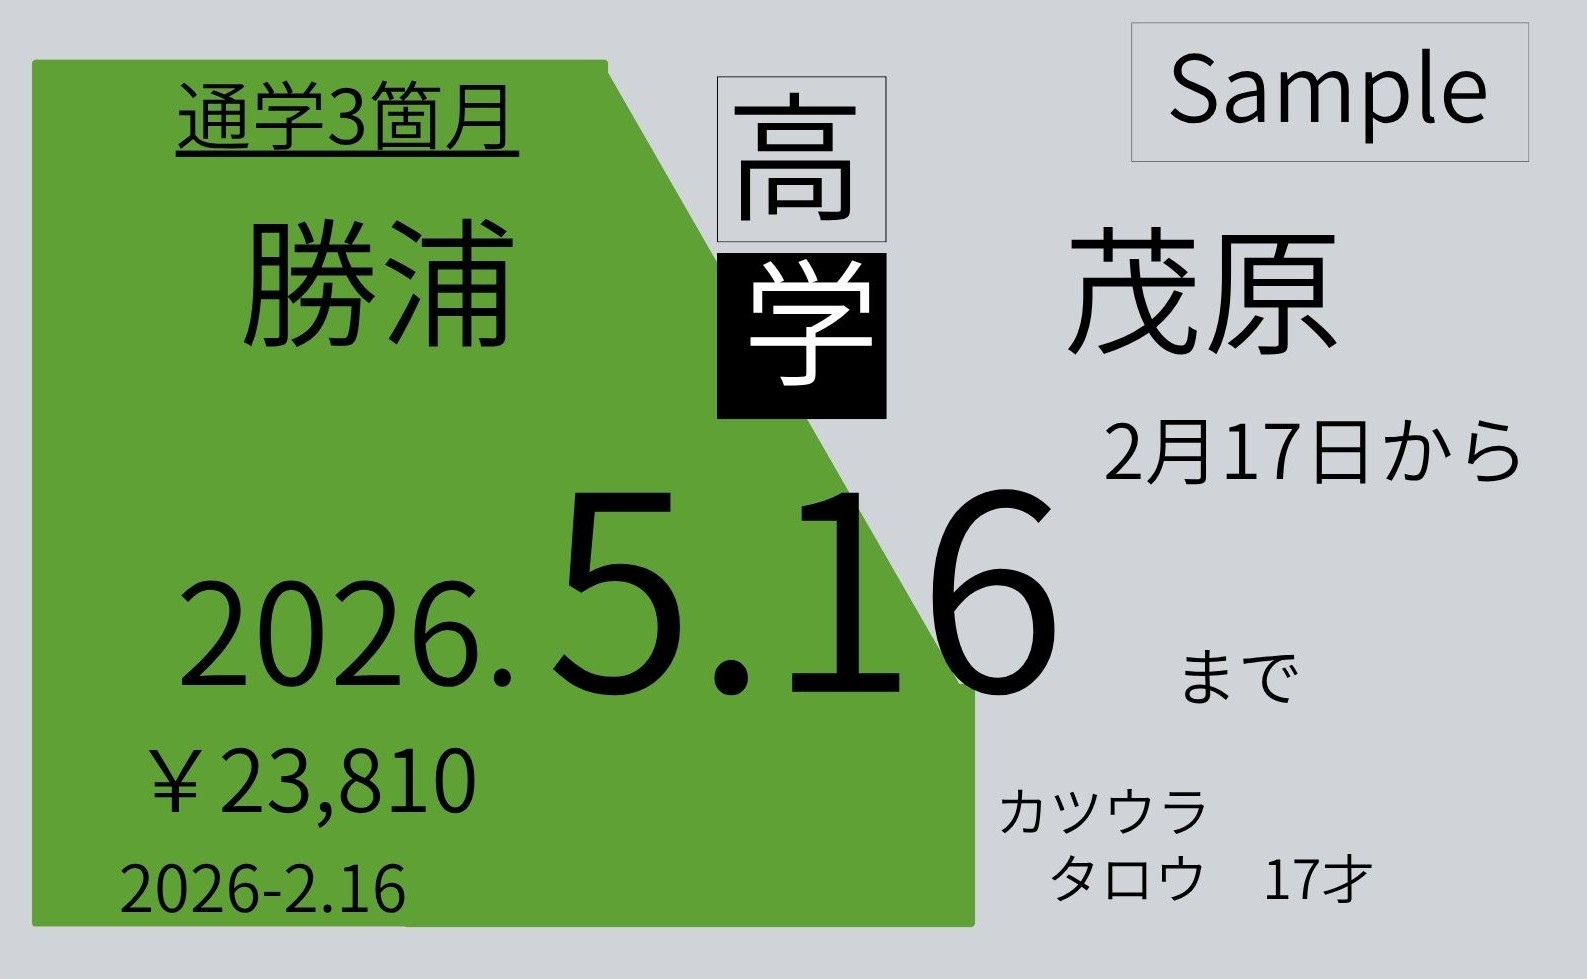 Sample
通学3箇月
高
学
勝浦
茂原
2月17日から
2026. 5.16
まで
￥23,810
カツウラ
タロウ　17才
2026-2.16